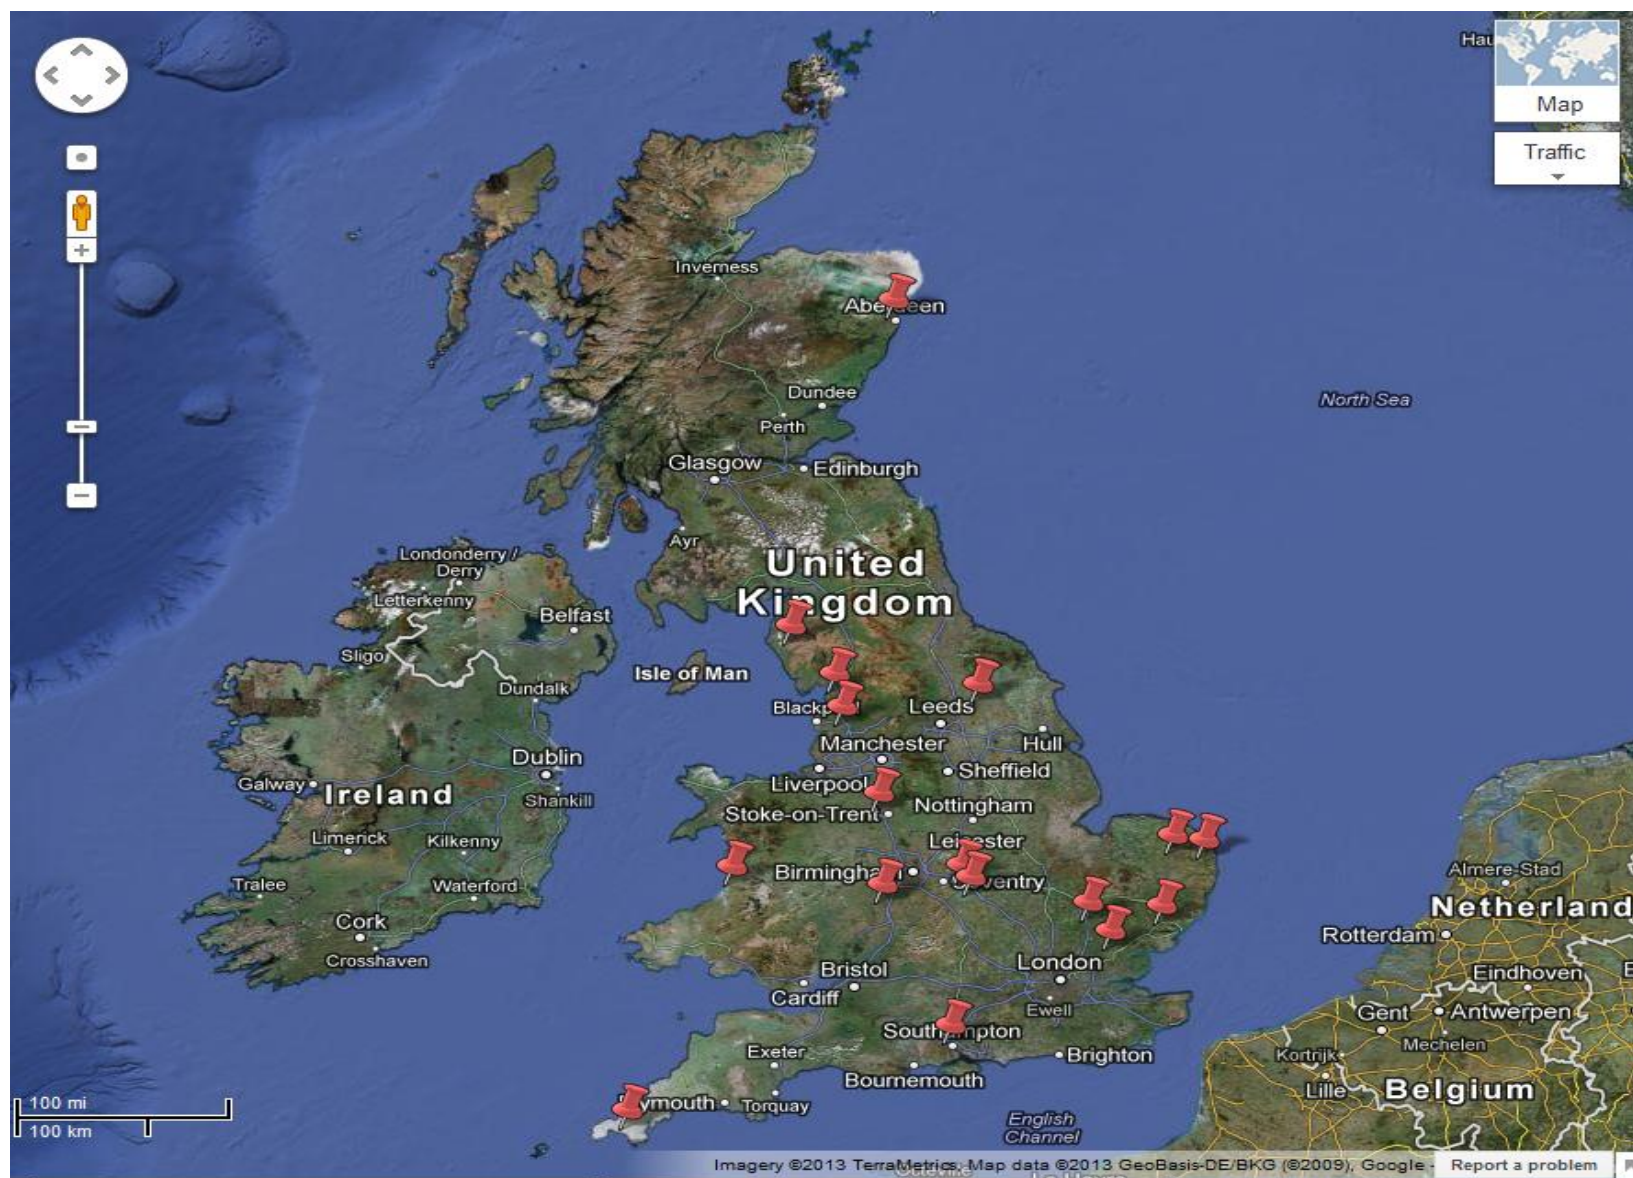 Map
Traffic
Inverness
Aberdeen
Dundee
Perth
Glasgow
Edinburgh
Ayr
North Sea
United
Kingdom
Londonderry /
Derry
Letterkenny
Belfast
Sligo
Isle of Man
Dundalk
Leeds
Manchester
Hull
Dublin
Liverpool
Sheffield
Galway
Ireland
Shankill
Nottingham
Stoke-on-Trent
Limerick
Kilkenny
Leicester
Birmingham
Coventry
Tralee
Waterford
Almere-Stad
Netherland
Cork
Rotterdam
Crosshaven
London
Bristol
Cardiff
Eindhoven
Ewell
Gent
Antwerpen
Southampton
Exeter
Brighton
Kortrijk
Mechelen
Bournemouth
Lille
Belgium
100 mi
100 km
ymouth
Torquay
English
Channel
Imagery ©2013 TerraMetrics, Map data ©2013 GeoBasis-DE/BKG (©2009), Google -
Report a problem